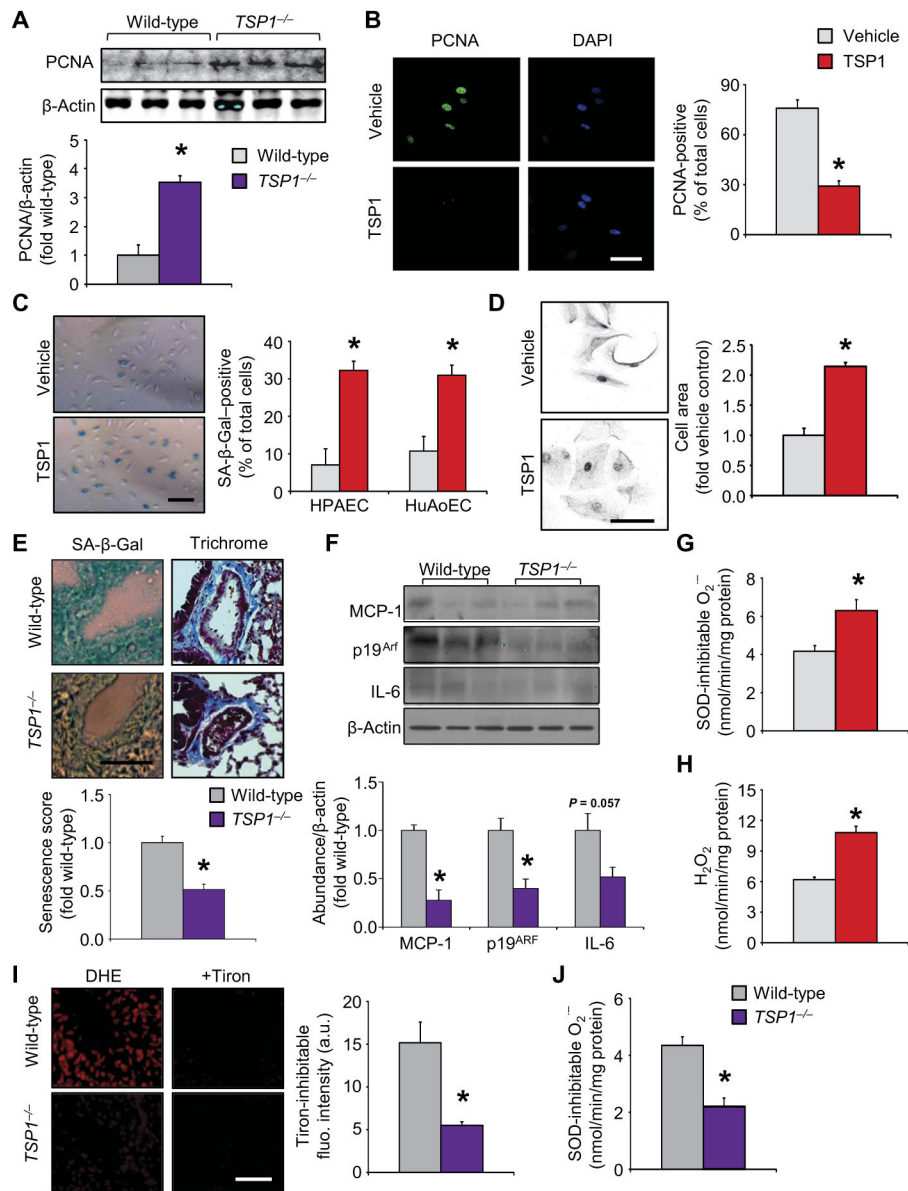 A
Wild-type
TSP1–/–
PCNA
β-Actin
PCNA/β-actin
(fold wild-type)
5
4
3
2
1
0
*
Wild-type
TSP1–/–
B
PCNA
DAPI
Vehicle
TSP1
Vehicle
TSP1
PCNA-positive
(% of total cells)
90
60
30
0
*
C
Vehicle
TSP1
SA-β-Gal–positive
(% of total cells)
40
30
20
10
0
*
*
HPAEC
HuAoEC
D
Vehicle
TSP1
Cell area
(fold vehicle control)
2.5
2.0
1.5
1.0
0.5
0.0
*
E
SA-β-Gal
Trichrome
Wild-type
TSP1–/–
Senescence score
(fold wild-type)
1.5
1.0
0.5
0.0
*
Wild-type
TSP1–/–
F
Wild-type
TSP1–/–
MCP-1
p19Arf
IL-6
β-Actin
Abundance/β-actin
(fold wild-type)
1.5
1.0
0.5
0.0
*
*
P = 0.057
MCP-1
p19ARF
IL-6
G
SOD-inhibitable O2·–
(nmol/min/mg protein)
8
6
4
2
0
*
H
H2O2
(nmol/min/mg protein)
15
12
9
6
3
0
*
I
DHE
+Tiron
Wild-type
TSP1–/–
Tiron-inhibitable
fluo. intensity (a.u.)
20
15
10
5
0
*
J
Wild-type
TSP1–/–
SOD-inhibitable O2·–
(nmol/min/mg protein)
6
4
2
0
*